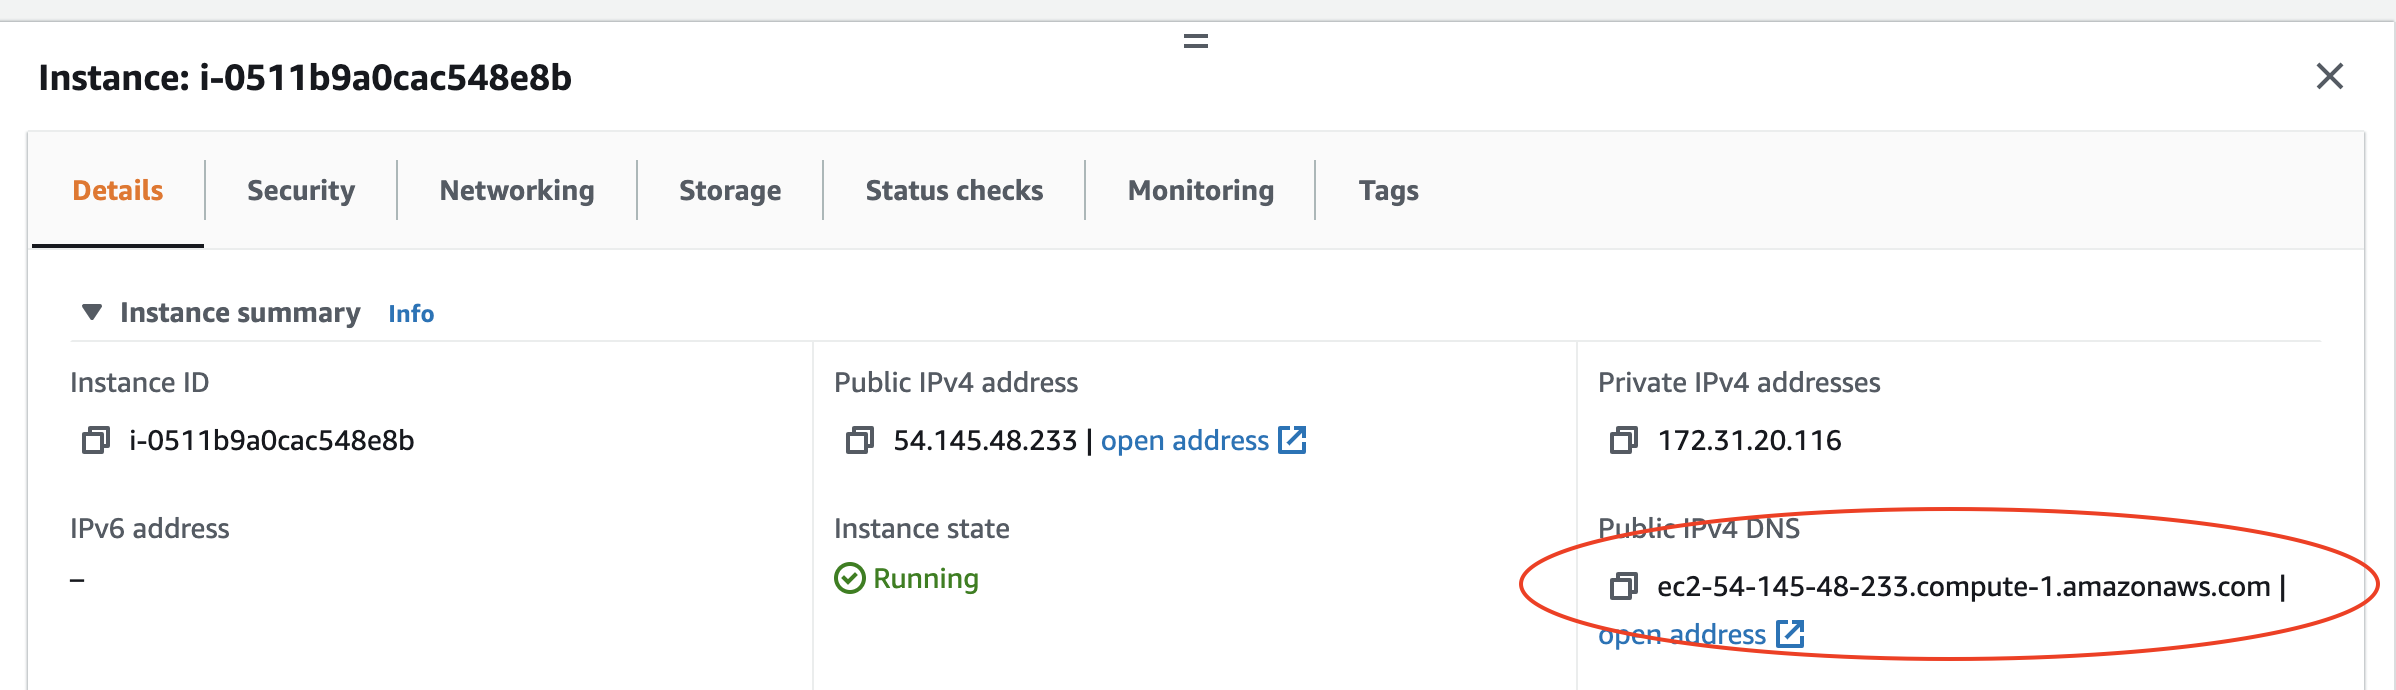 Instance: i-0511b9a0cac548e8b
Details
Security
Networking
Storage
Status checks
Monitoring
Tags
Instance summary Info
Instance ID
i-0511b9a0cac548e8b
Public IPv4 address
54.145.48.233 | open address
Private IPv4 addresses
172.31.20.116
IPv6 address
–
Instance state
Running
Public IPv4 DNS
ec2-54-145-48-233.compute-1.amazonaws.com |
open address